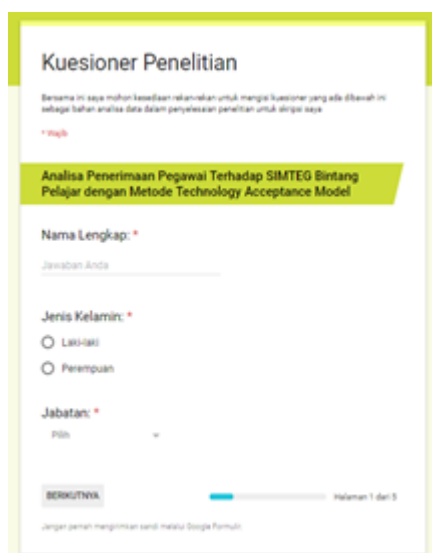 Kuesioner Penelitian
Bersama ini saya mohon kesediaan rekan-rekan untuk mengisi kuesioner yang ada dibawah ini
sebagai bahan analisa data dalam penyelesaian penelitian untuk skripsi saya
* Wajib
Analisa Penerimaan Pegawai Terhadap SIMTEG Bintang
Pelajar dengan Metode Technology Acceptance Model
Nama Lengkap: *
Jawaban Anda
Jenis Kelamin: *
Laki-laki
Perempuan
Jabatan: *
Pilih
BERIKUTNYA
Halaman 1 dari 5
Jangan pernah mengirimkan sandi melalui Google Formulir.